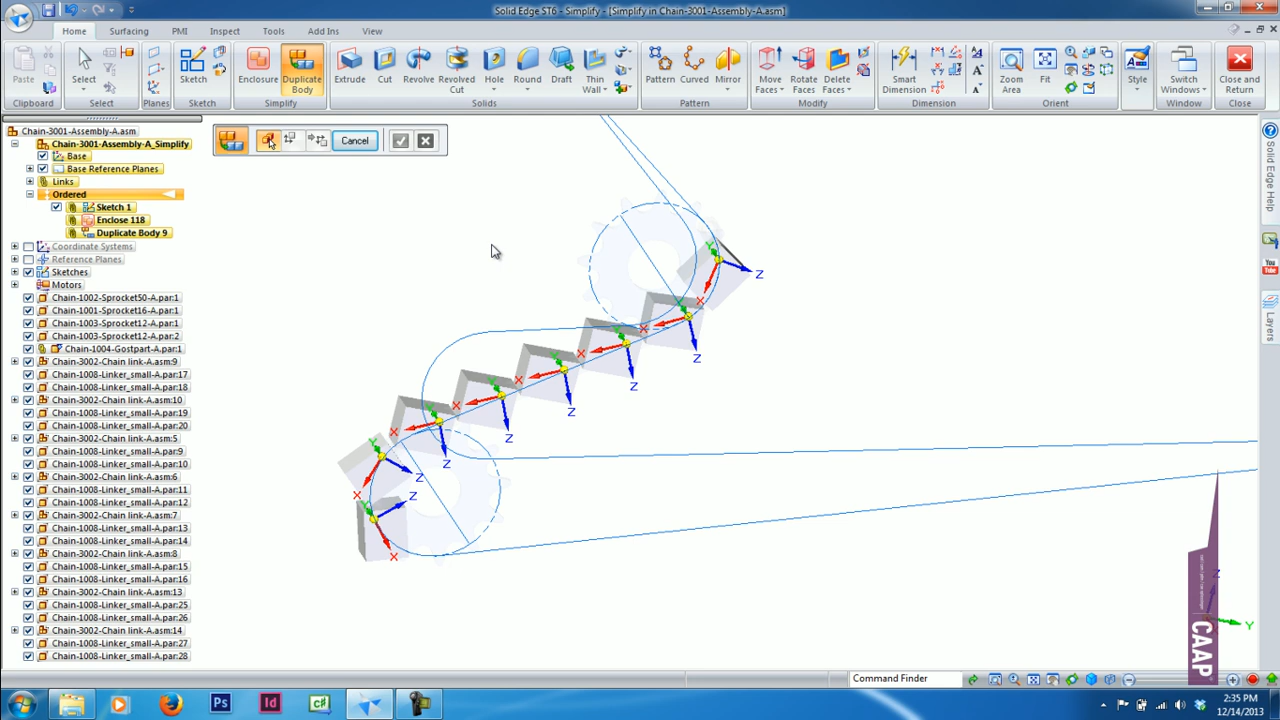 Solid Edge ST6 - Simplify - [Simplify in Chain-3001-Assembly-A.asm]
Home Surfacing PMI Inspect Tools Add Ins View
Paste Select Sketch Enclosure Duplicate Body Extrude Cut Revolve Revolved Cut Hole Round Draft Thin Wall Pattern Curved Mirror Move Faces Rotate Faces Delete Faces Smart Dimension Zoom Area Fit Style Switch Windows Close and Return
Clipboard Select Planes Sketch Simplify Solids Pattern Modify Dimension Orient Window Close
Cancel
Chain-3001-Assembly-A.asm
Chain-3001-Assembly-A_Simplify
Base
Base Reference Planes
Links
Ordered
Sketch 1
Enclose 118
Duplicate Body 9
Coordinate Systems
Reference Planes
Sketches
Motors
Chain-1002-Sprocket50-A.par:1
Chain-1001-Sprocket16-A.par:1
Chain-1003-Sprocket12-A.par:1
Chain-1003-Sprocket12-A.par:2
Chain-1004-Gostpart-A.par:1
Chain-3002-Chain link-A.asm:9
Chain-1008-Linker_small-A.par:17
Chain-1008-Linker_small-A.par:18
Chain-3002-Chain link-A.asm:10
Chain-1008-Linker_small-A.par:19
Chain-1008-Linker_small-A.par:20
Chain-3002-Chain link-A.asm:5
Chain-1008-Linker_small-A.par:9
Chain-1008-Linker_small-A.par:10
Chain-3002-Chain link-A.asm:6
Chain-1008-Linker_small-A.par:11
Chain-1008-Linker_small-A.par:12
Chain-3002-Chain link-A.asm:7
Chain-1008-Linker_small-A.par:13
Chain-1008-Linker_small-A.par:14
Chain-3002-Chain link-A.asm:8
Chain-1008-Linker_small-A.par:15
Chain-1008-Linker_small-A.par:16
Chain-3002-Chain link-A.asm:13
Chain-1008-Linker_small-A.par:25
Chain-1008-Linker_small-A.par:26
Chain-3002-Chain link-A.asm:14
Chain-1008-Linker_small-A.par:27
Chain-1008-Linker_small-A.par:28
Y Z X
Y Z X
Y Z X
Y Z X
Y Z X
Y Z X
Y Z X
Y Z X
Z Y
CAAP
Solid Edge Help
You Tube
Layers
Command Finder
Ps Id C#
2:35 PM
12/14/2013